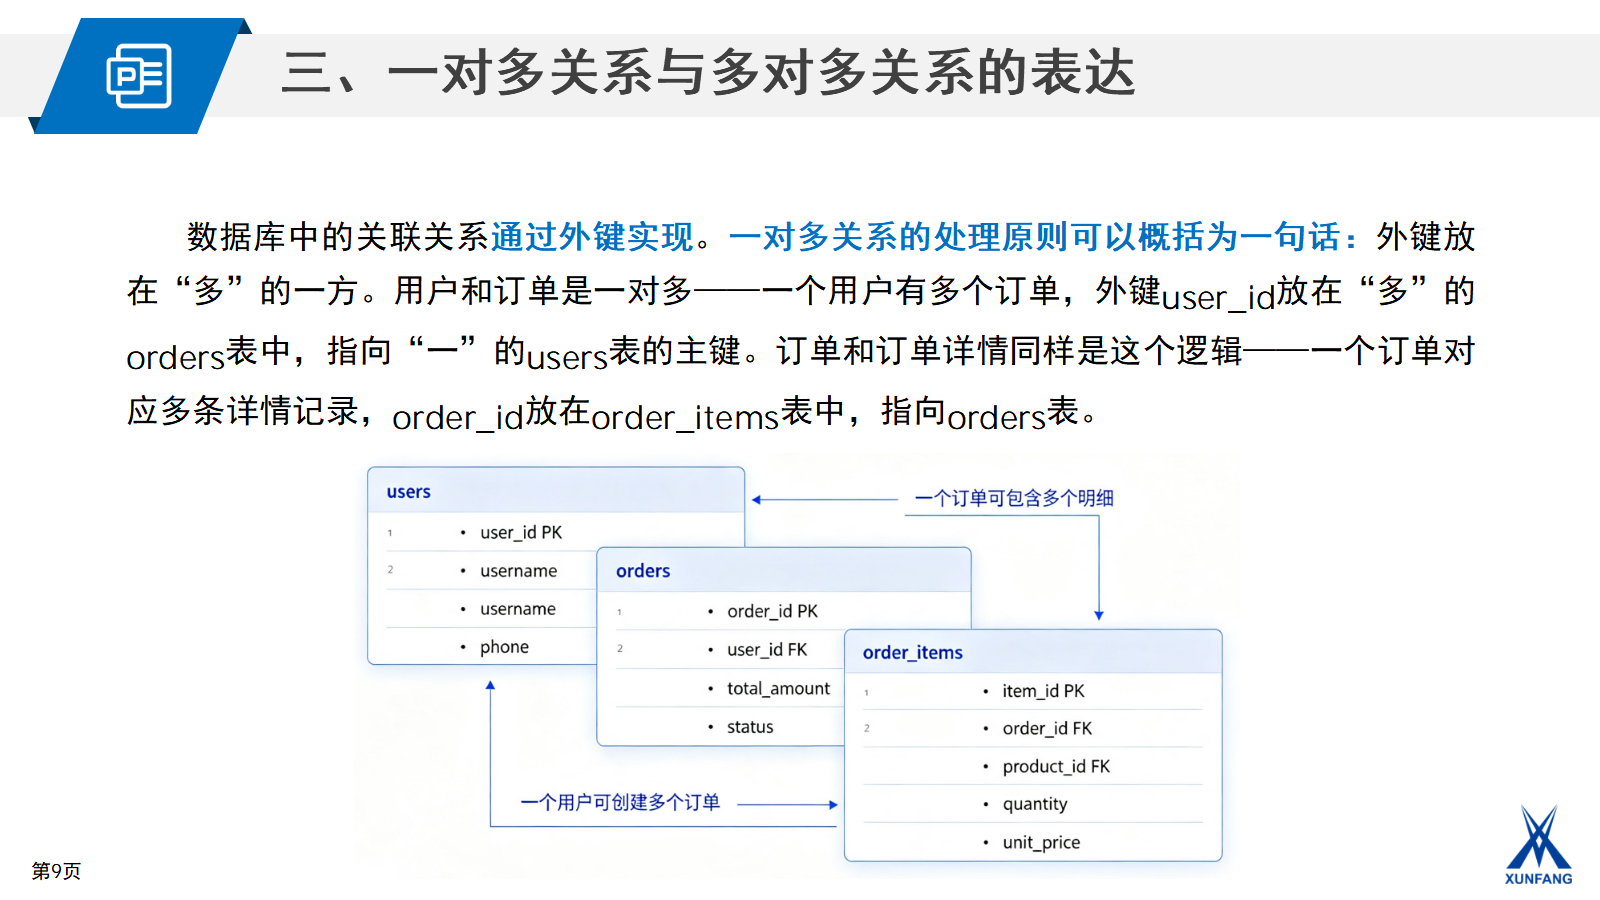 三、一对多关系与多对多关系的表达
数据库中的关联关系通过外键实现。一对多关系的处理原则可以概括为一句话：外键放
在“多”的一方。用户和订单是一对多——一个用户有多个订单，外键user_id放在“多”的
orders表中，指向“一”的users表的主键。订单和订单详情同样是这个逻辑——一个订单对
应多条详情记录，order_id放在order_items表中，指向orders表。
users
1 • user_id PK
2 • username
• username
• phone
一个订单可包含多个明细
orders
1 • order_id PK
2 • user_id FK
• total_amount
• status
order_items
1 • item_id PK
2 • order_id FK
• product_id FK
• quantity
• unit_price
一个用户可创建多个订单
第9页
XUNFANG